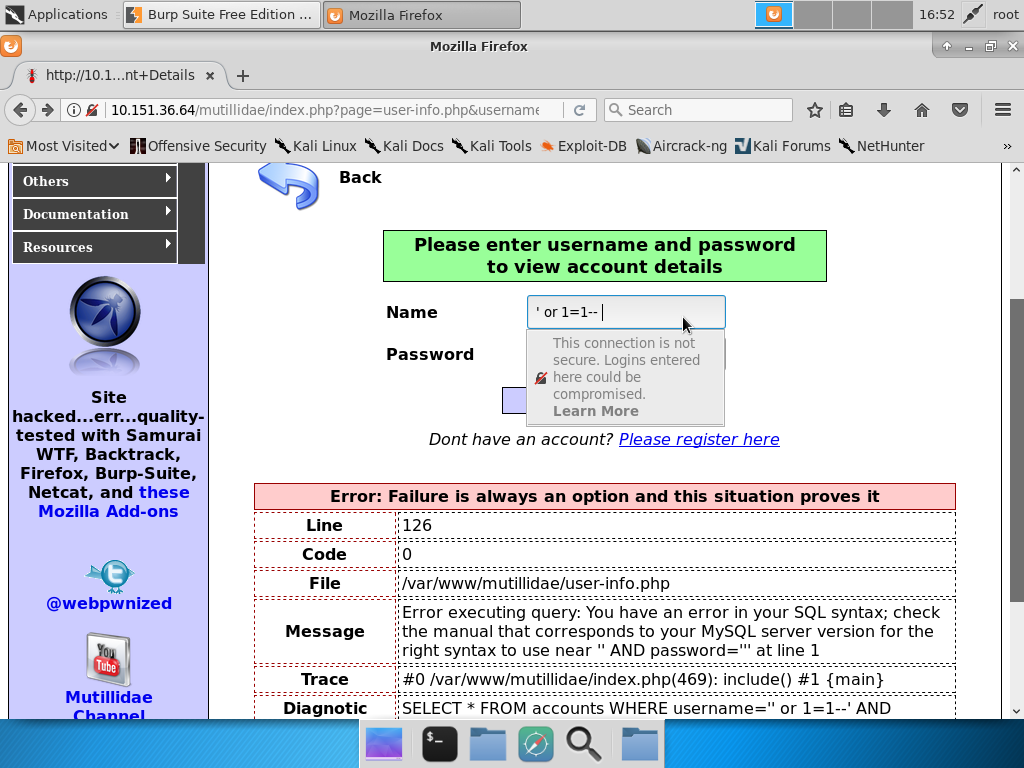 Applications
Burp Suite Free Edition ...
Mozilla Firefox
16:52
root
Mozilla Firefox
http://10.1...nt+Details
10.151.36.64/mutillidae/index.php?page=user-info.php&username
Search
Most Visited
Offensive Security
Kali Linux
Kali Docs
Kali Tools
Exploit-DB
Aircrack-ng
Kali Forums
NetHunter
»
Others
Documentation
Resources
Site
hacked...err...quality-
tested with Samurai
WTF, Backtrack,
Firefox, Burp-Suite,
Netcat, and these
Mozilla Add-ons
@webpwnized
You
Tube
Mutillidae
Channel
Back
Please enter username and password
to view account details
Name
' or 1=1--
Password
This connection is not
secure. Logins entered
here could be
compromised.
Learn More
Dont have an account? Please register here
Error: Failure is always an option and this situation proves it
Line
126
Code
0
File
/var/www/mutillidae/user-info.php
Message
Error executing query: You have an error in your SQL syntax; check
the manual that corresponds to your MySQL server version for the
right syntax to use near '' AND password=''' at line 1
Trace
#0 /var/www/mutillidae/index.php(469): include() #1 {main}
Diagnostic
SELECT * FROM accounts WHERE username='' or 1=1--' AND